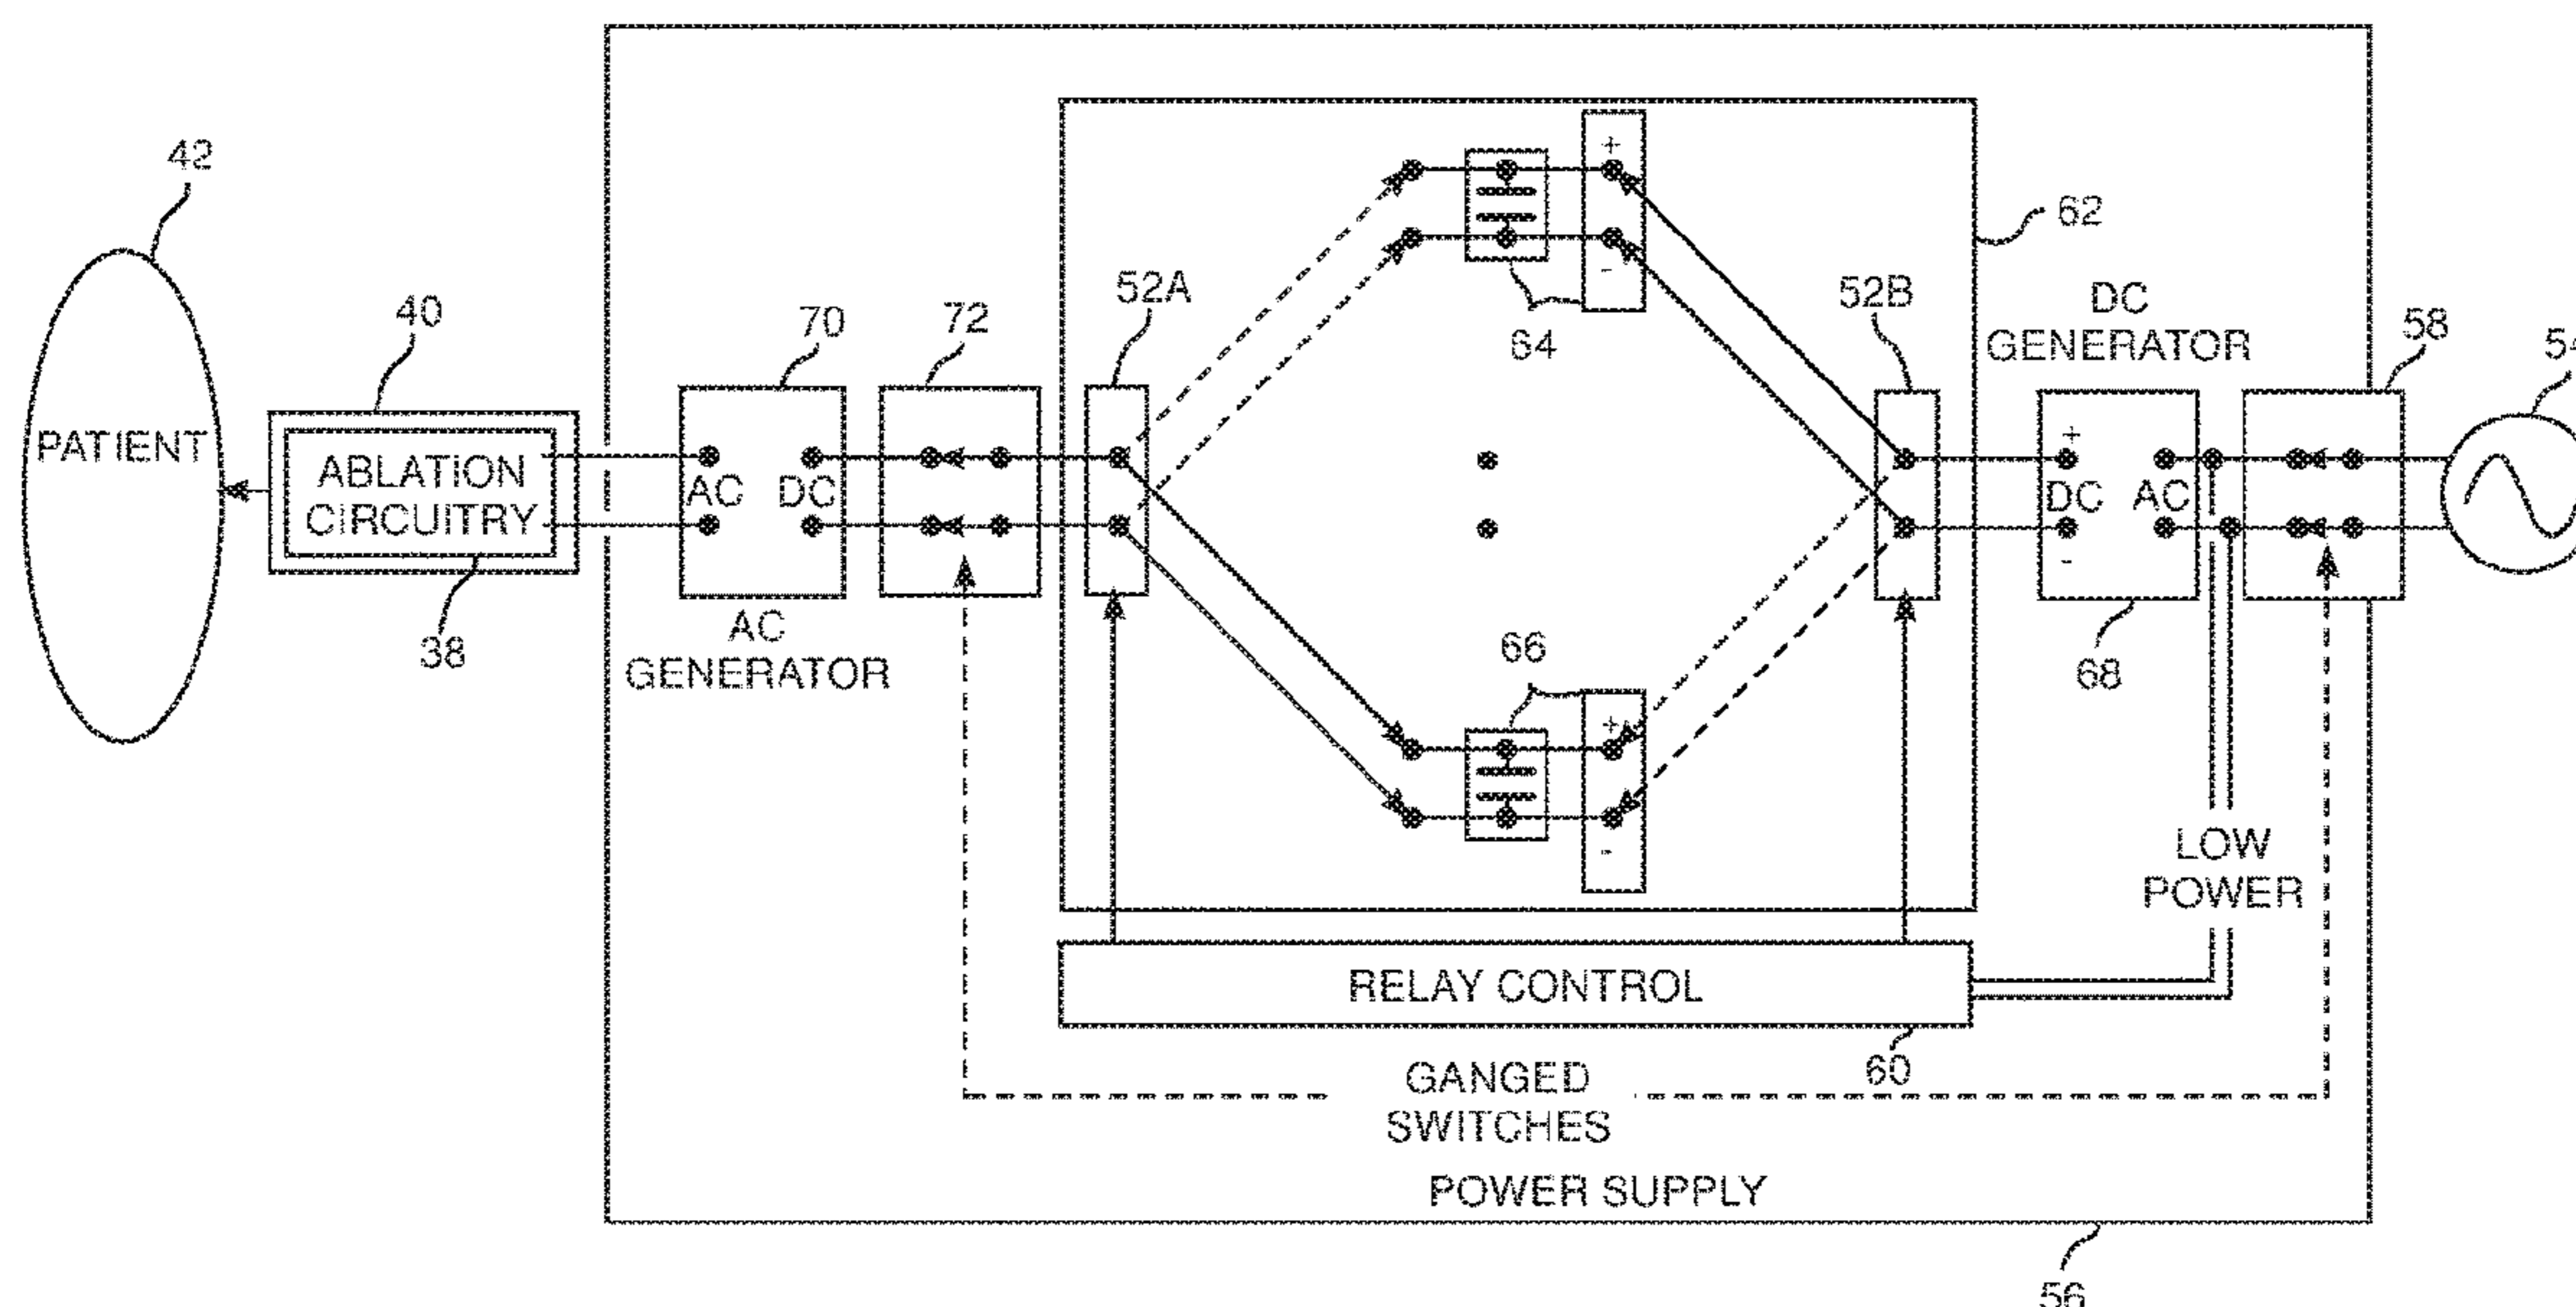 42
40
70
72
52A
64
52B
62
DC
GENERATOR
58
PATIENT
ABLATION
CIRCUITRY
38
AC
DC
AC
GENERATOR
+
-
66
+
-
+
-
DC
AC
68
LOW
POWER
RELAY CONTROL
60
GANGED
SWITCHES
POWER SUPPLY
56